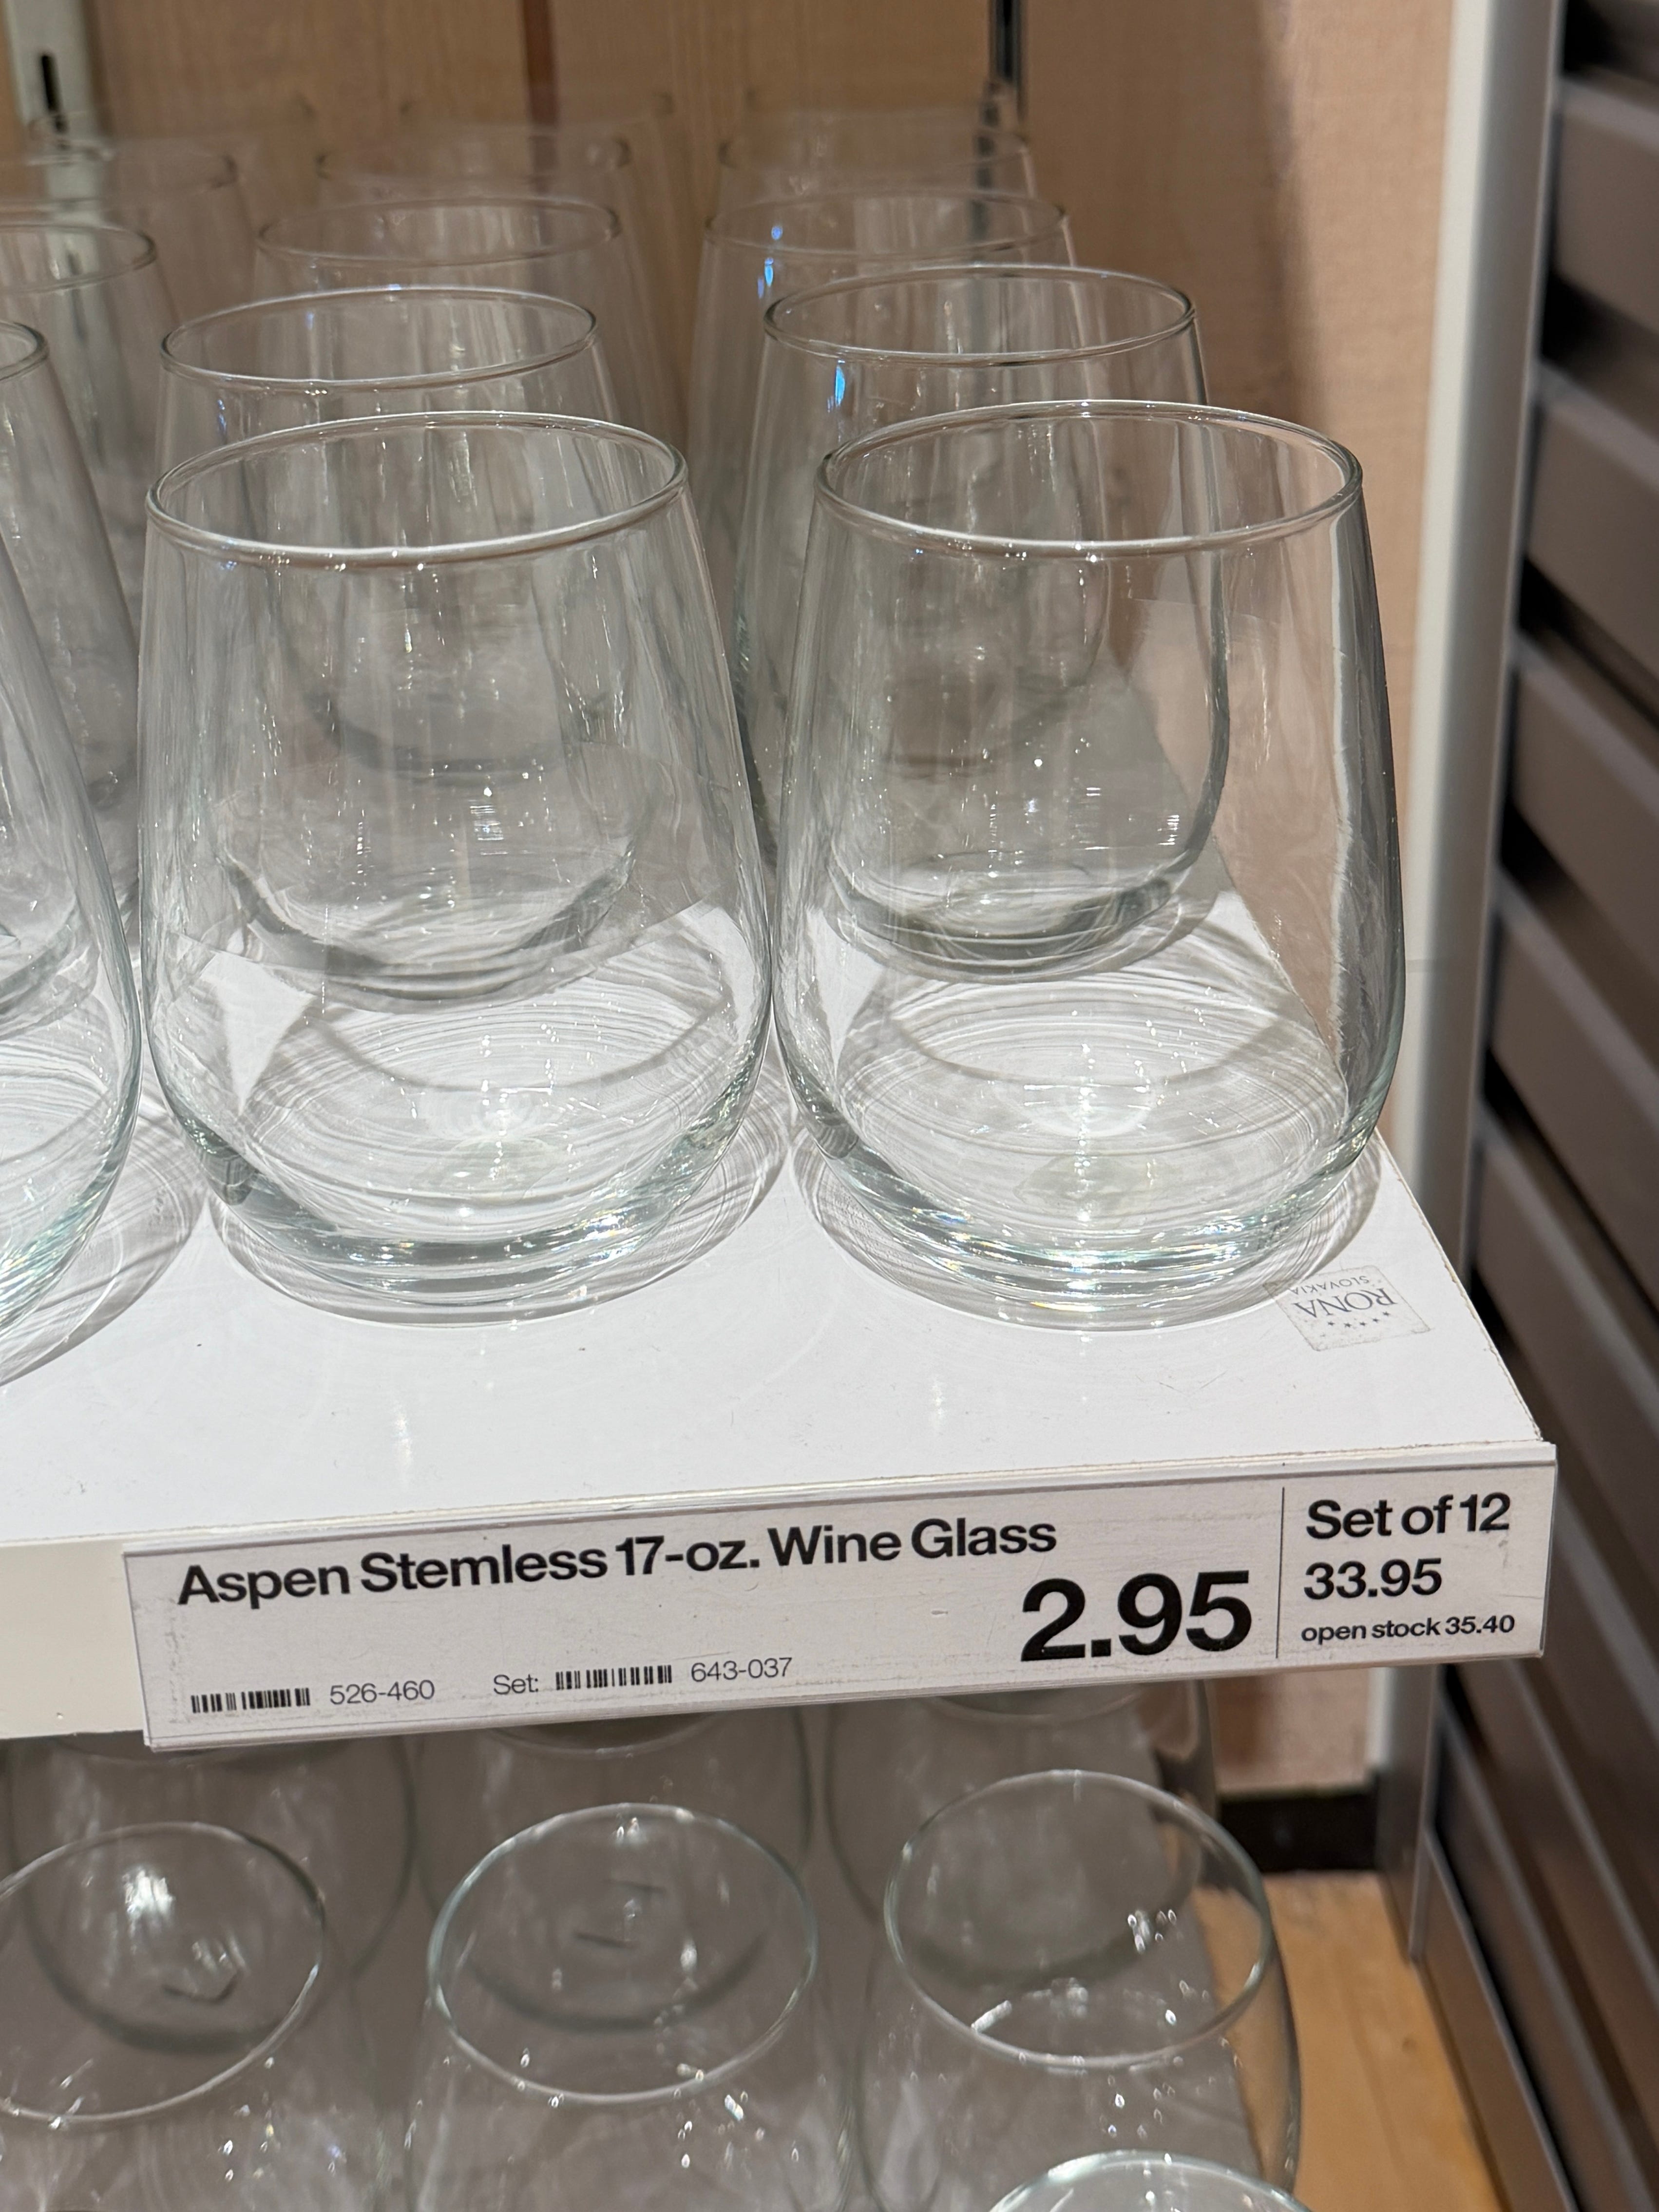 RONA
SLOVAKIA
Aspen Stemless 17-oz. Wine Glass
2.95
526-460 Set: 643-037
Set of 12
33.95
open stock 35.40